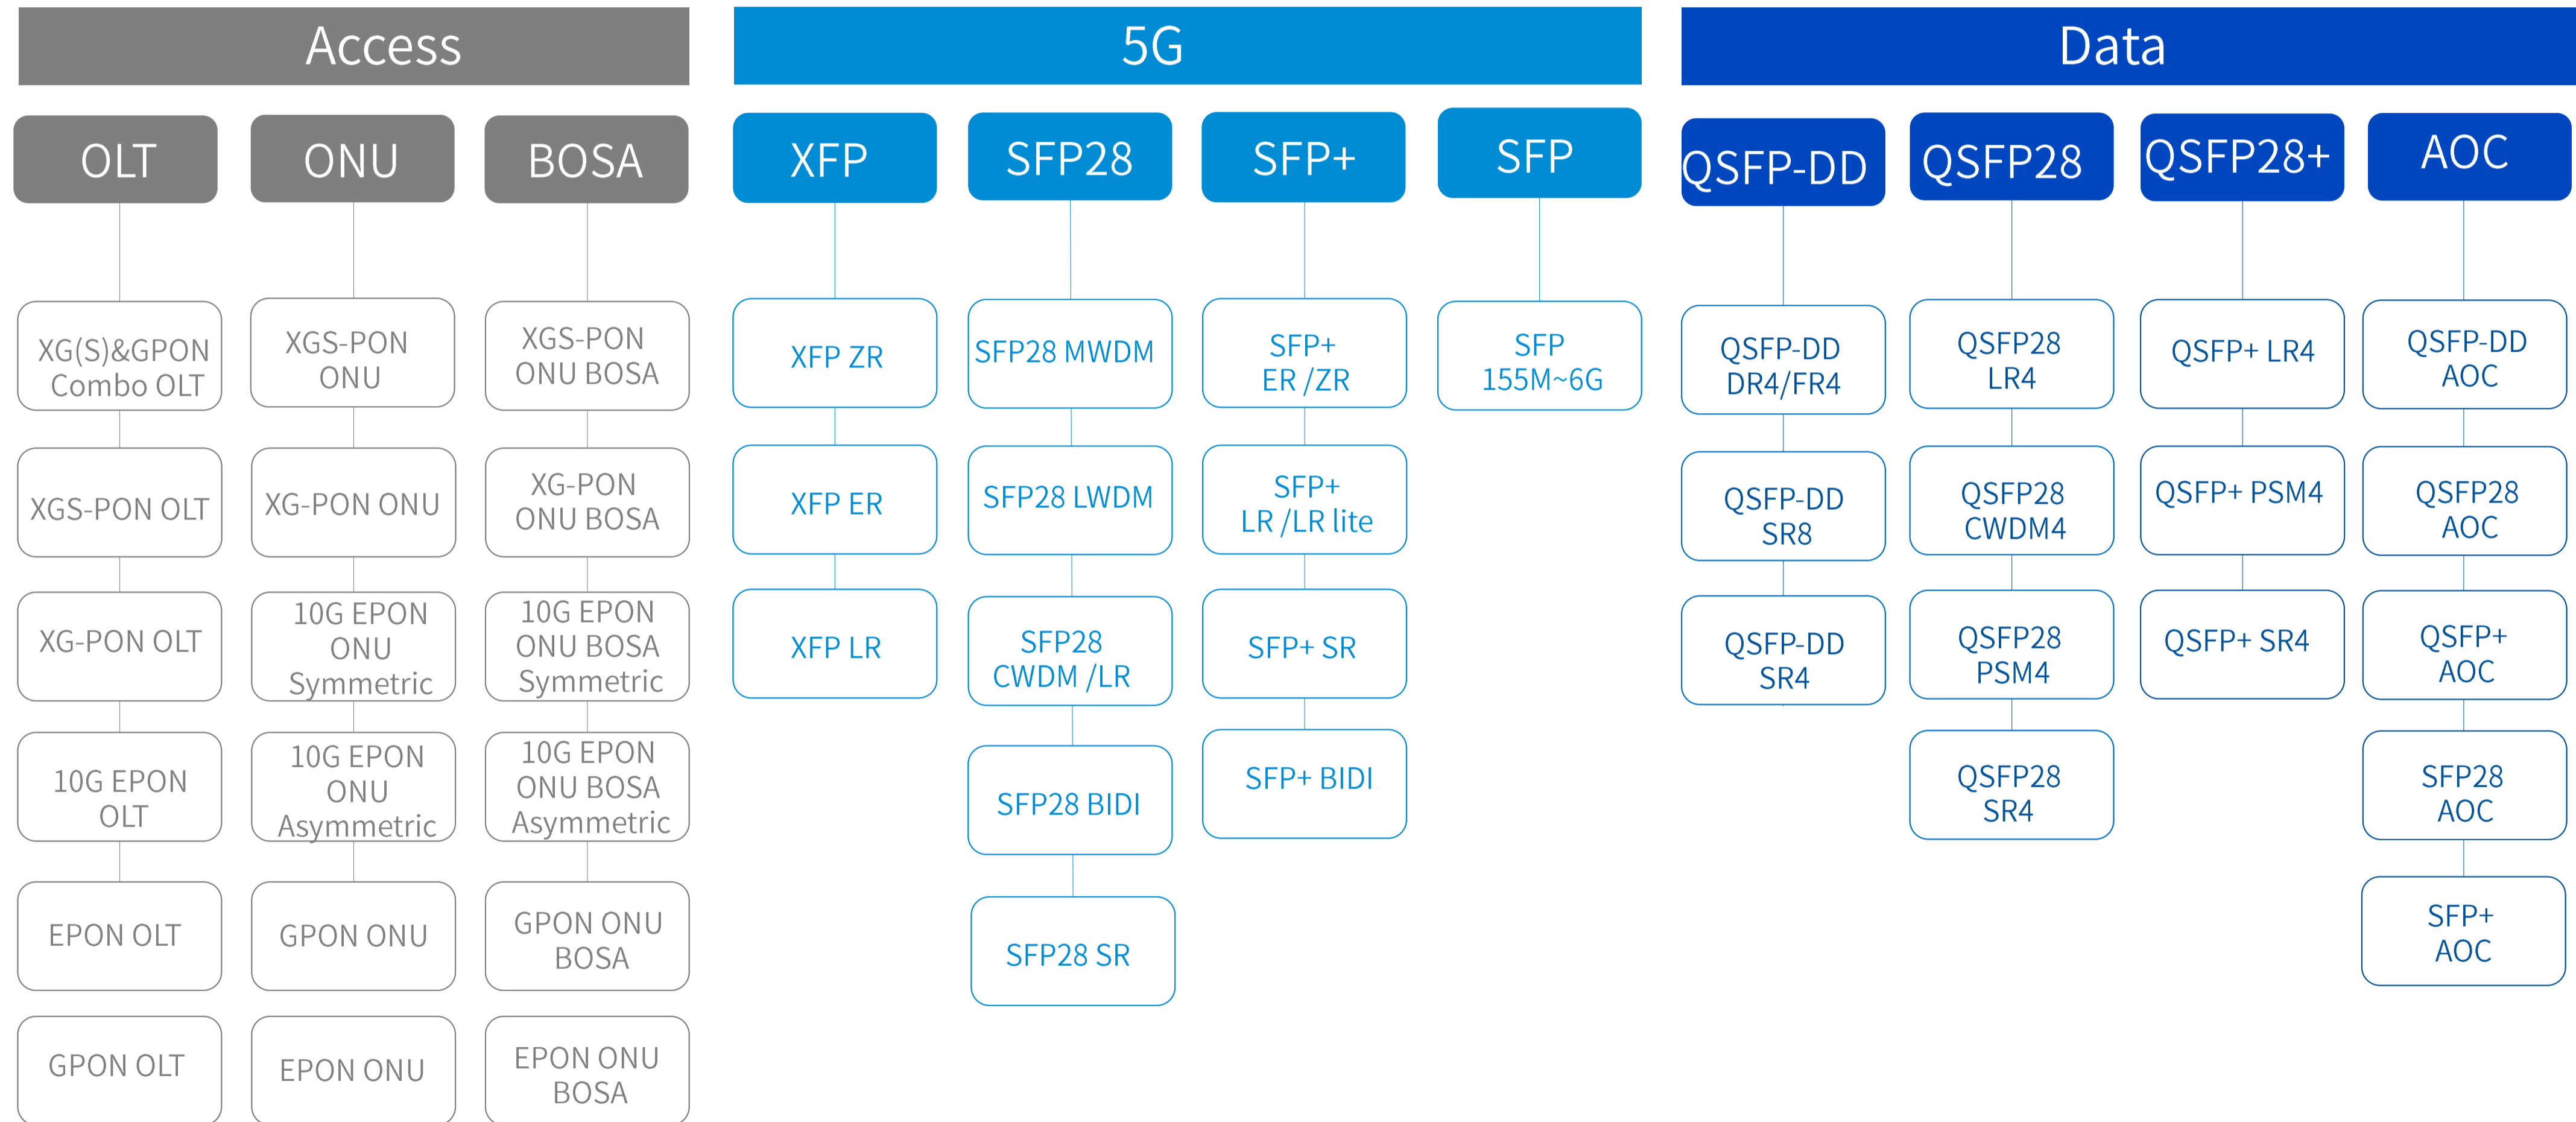 Access
OLT
ONU
BOSA
XG(S)&GPON
Combo OLT
XGS-PON OLT
XG-PON OLT
10G EPON
OLT
EPON OLT
GPON OLT
XGS-PON
ONU
XG-PON ONU
10G EPON
ONU
Symmetric
10G EPON
ONU
Asymmetric
GPON ONU
EPON ONU
XGS-PON
ONU BOSA
XG-PON
ONU BOSA
10G EPON
ONU BOSA
Symmetric
10G EPON
ONU BOSA
Asymmetric
GPON ONU
BOSA
EPON ONU
BOSA
5G
XFP
SFP28
SFP+
SFP
XFP ZR
XFP ER
XFP LR
SFP28 MWDM
SFP28 LWDM
SFP28
CWDM /LR
SFP28 BIDI
SFP28 SR
SFP+
ER /ZR
SFP+
LR /LR lite
SFP+ SR
SFP+ BIDI
SFP
155M~6G
Data
QSFP-DD
QSFP28
QSFP28+
AOC
QSFP-DD
DR4/FR4
QSFP-DD
SR8
QSFP-DD
SR4
QSFP28
LR4
QSFP28
CWDM4
QSFP28
PSM4
QSFP28
SR4
QSFP+ LR4
QSFP+ PSM4
QSFP+ SR4
QSFP-DD
AOC
QSFP28
AOC
QSFP+
AOC
SFP28
AOC
SFP+
AOC